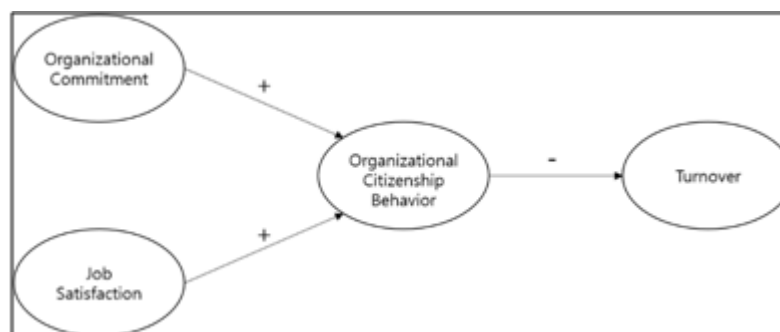 Organizational
Commitment
+
Organizational
Citizenship
Behavior
-
Turnover
+
Job
Satisfaction